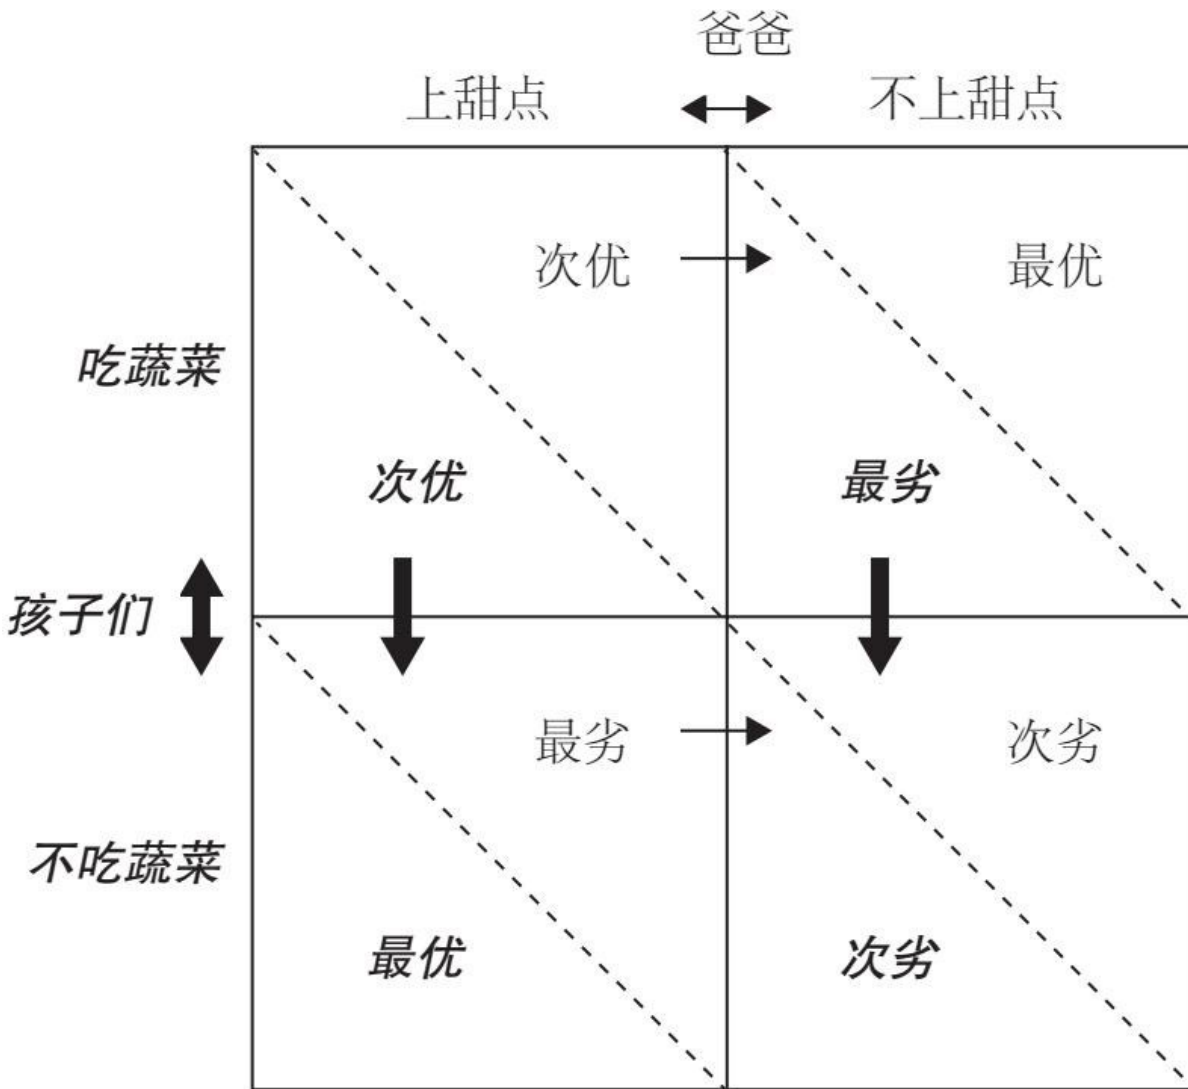 爸爸
上甜点 不上甜点
次优 最优
吃蔬菜
次优 最劣
孩子们
最劣 次劣
不吃蔬菜
最优 次劣